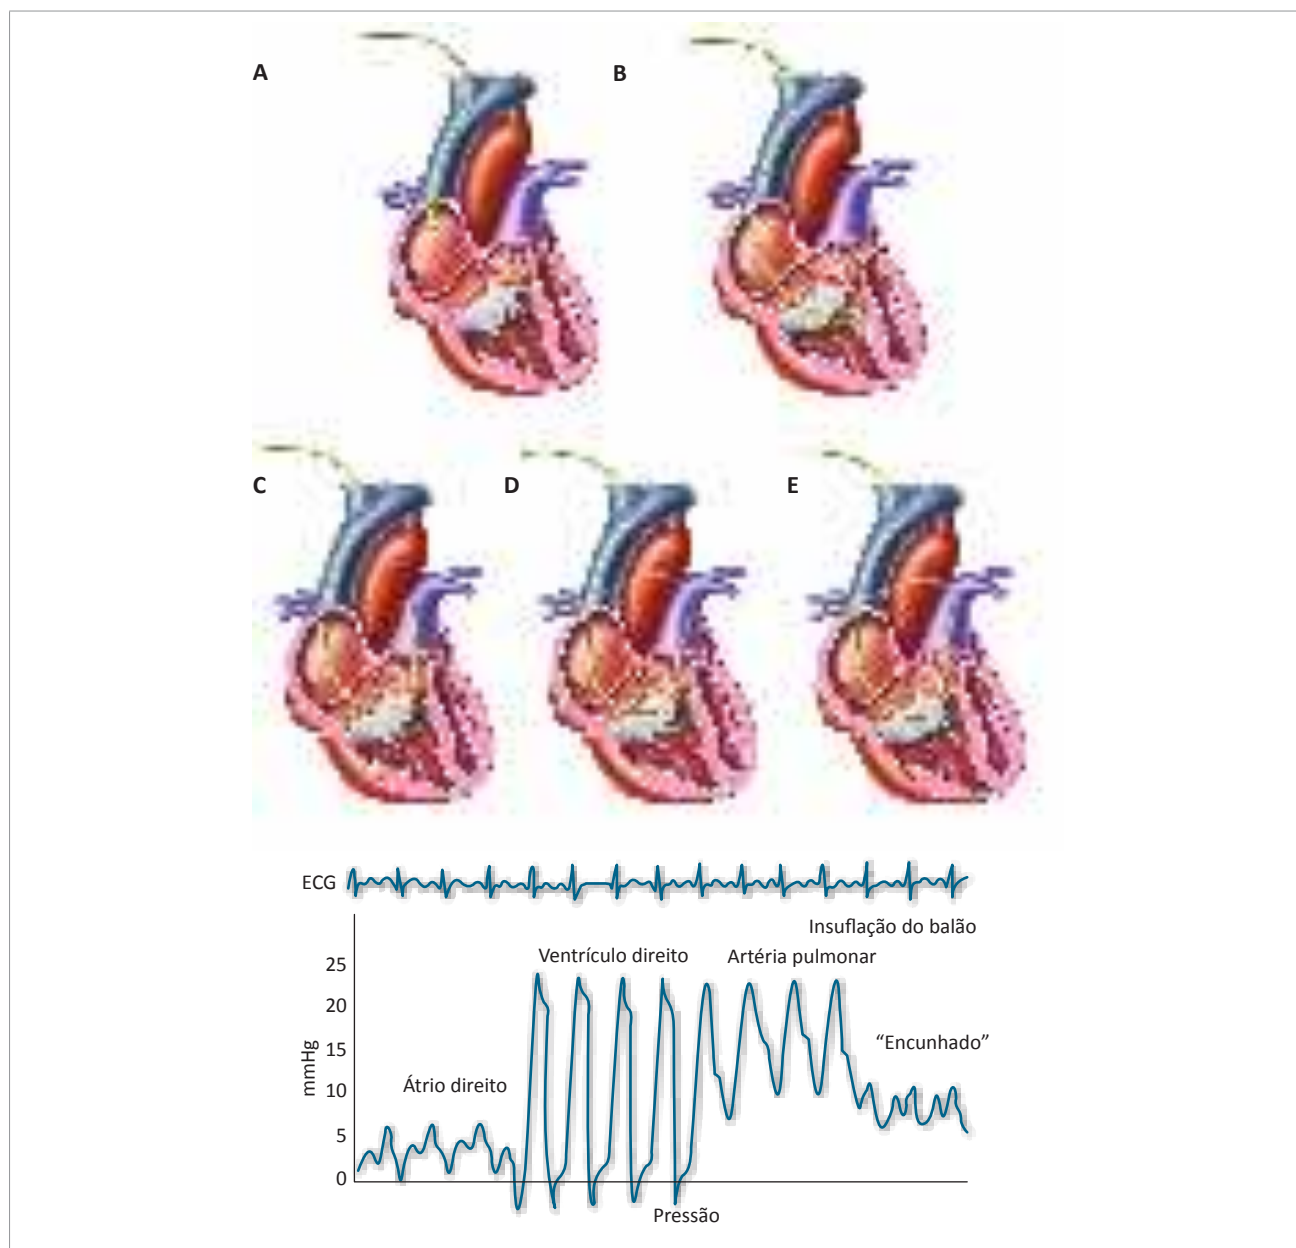 A
B
C
D
E
ECG
Insuflação do balão
Ventrículo direito
Artéria pulmonar
25
20
15
10
5
0
mmHg
"Encunhado"
Átrio direito
Pressão